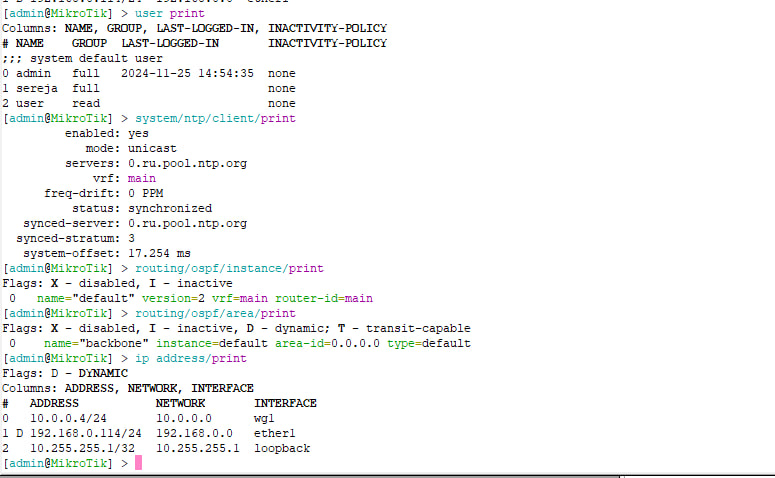 [admin@MikroTik] > user print
Columns: NAME, GROUP, LAST-LOGGED-IN, INACTIVITY-POLICY
# NAME    GROUP  LAST-LOGGED-IN       INACTIVITY-POLICY
;;; system default user
0 admin   full   2024-11-25 14:54:35  none
1 sereja  full                        none
2 user    read                        none
[admin@MikroTik] > system/ntp/client/print
         enabled: yes
            mode: unicast
         servers: 0.ru.pool.ntp.org
             vrf: main
      freq-drift: 0 PPM
          status: synchronized
   synced-server: 0.ru.pool.ntp.org
  synced-stratum: 3
   system-offset: 17.254 ms
[admin@MikroTik] > routing/ospf/instance/print
Flags: X - disabled, I - inactive
 0   name="default" version=2 vrf=main router-id=main
[admin@MikroTik] > routing/ospf/area/print
Flags: X - disabled, I - inactive, D - dynamic; T - transit-capable
 0    name="backbone" instance=default area-id=0.0.0.0 type=default
[admin@MikroTik] > ip address/print
Flags: D - DYNAMIC
Columns: ADDRESS, NETWORK, INTERFACE
#   ADDRESS           NETWORK       INTERFACE
0   10.0.0.4/24       10.0.0.0      wg1
1 D 192.168.0.114/24  192.168.0.0   ether1
2   10.255.255.1/32   10.255.255.1  loopback
[admin@MikroTik] >